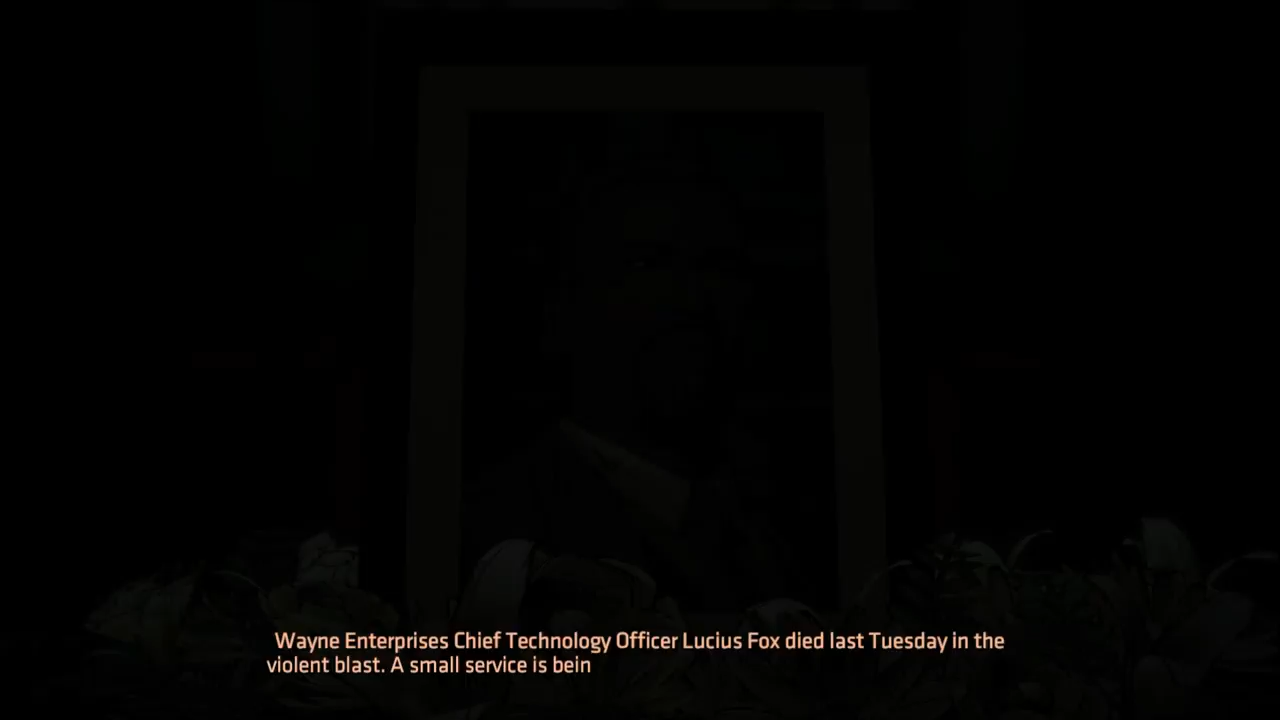 Wayne Enterprises Chief Technology Officer Lucius Fox died last Tuesday in the
violent blast. A small service is bein